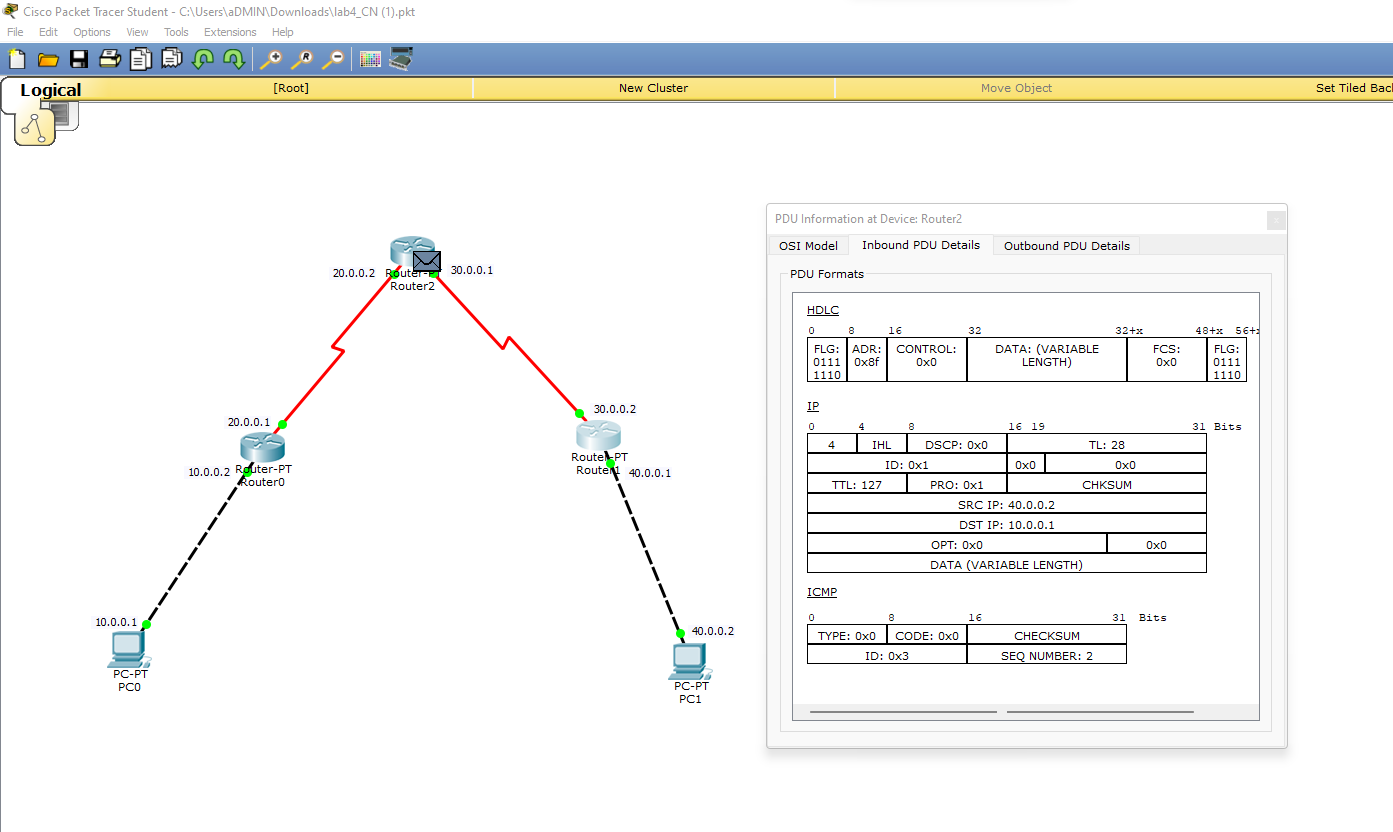 Cisco Packet Tracer Student - C:\Users\aDMIN\Downloads\lab4_CN (1).pkt
File Edit Options View Tools Extensions Help
Logical [Root] New Cluster Move Object Set Tiled Back
20.0.0.2
30.0.0.1
Router2
20.0.0.1
Router-PT
Router0
10.0.0.2
30.0.0.2
Router-PT
40.0.0.1
10.0.0.1
PC-PT
PC0
40.0.0.2
PC-PT
PC1
PDU Information at Device: Router2
OSI Model Inbound PDU Details Outbound PDU Details
PDU Formats
HDLC
0 8 16 32 32+x 48+x 56+x
FLG: 0111 1110
ADR: 0x8f
CONTROL: 0x0
DATA: (VARIABLE LENGTH)
FCS: 0x0
FLG: 0111 1110
IP
0 4 8 16 19 31 Bits
4 IHL DSCP: 0x0 TL: 28
ID: 0x1 0x0 0x0
TTL: 127 PRO: 0x1 CHKSUM
SRC IP: 40.0.0.2
DST IP: 10.0.0.1
OPT: 0x0 0x0
DATA (VARIABLE LENGTH)
ICMP
0 8 16 31 Bits
TYPE: 0x0 CODE: 0x0 CHECKSUM
ID: 0x3 SEQ NUMBER: 2